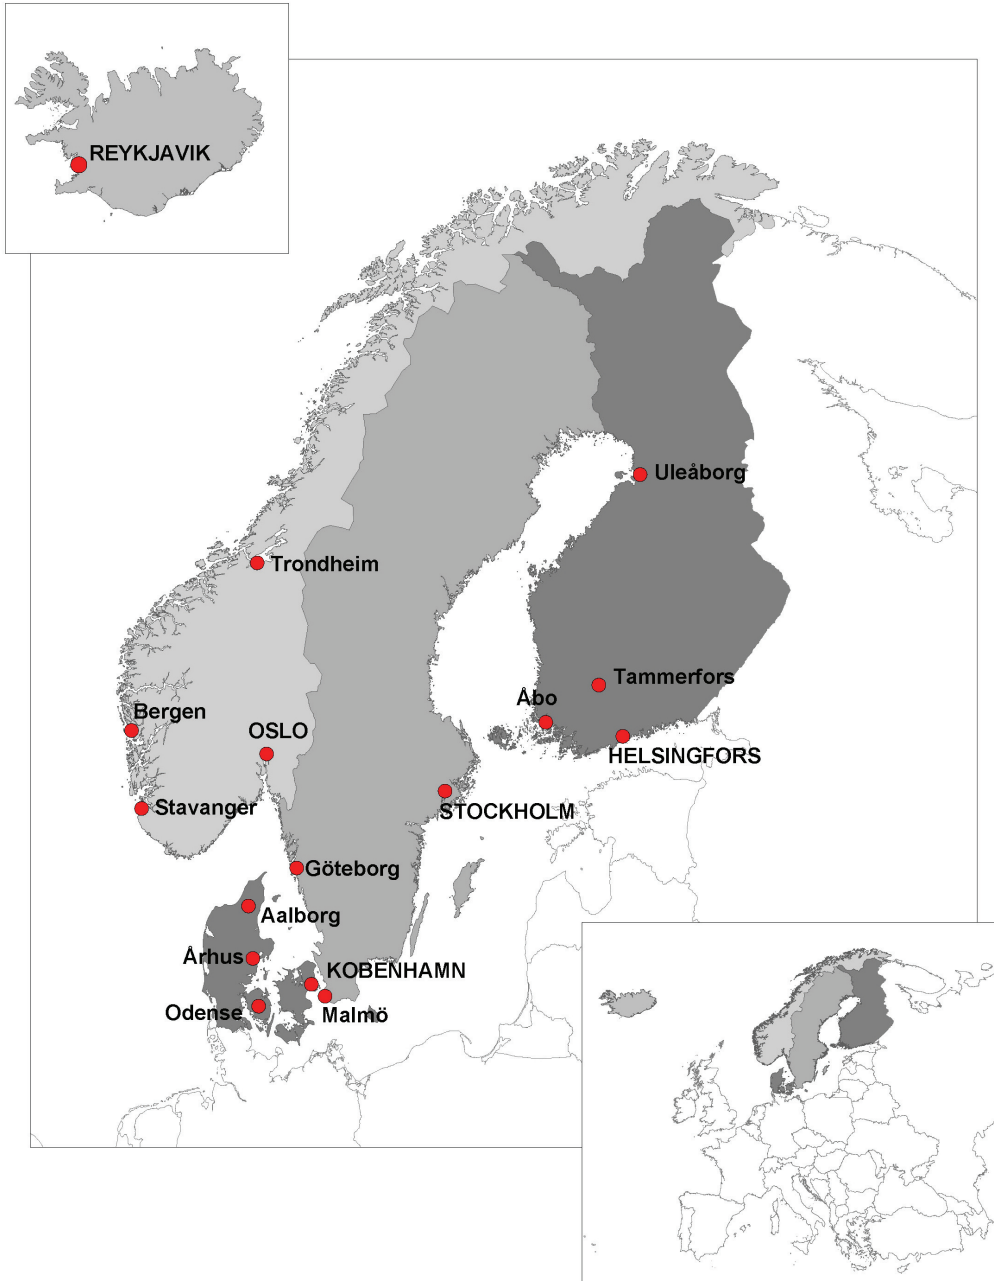 REYKJAVIK
Uleåborg
Trondheim
Tammerfors
Åbo
Bergen
OSLO
HELSINGFORS
Stavanger
STOCKHOLM
Göteborg
Aalborg
Århus
KOBENHAMN
Odense
Malmö